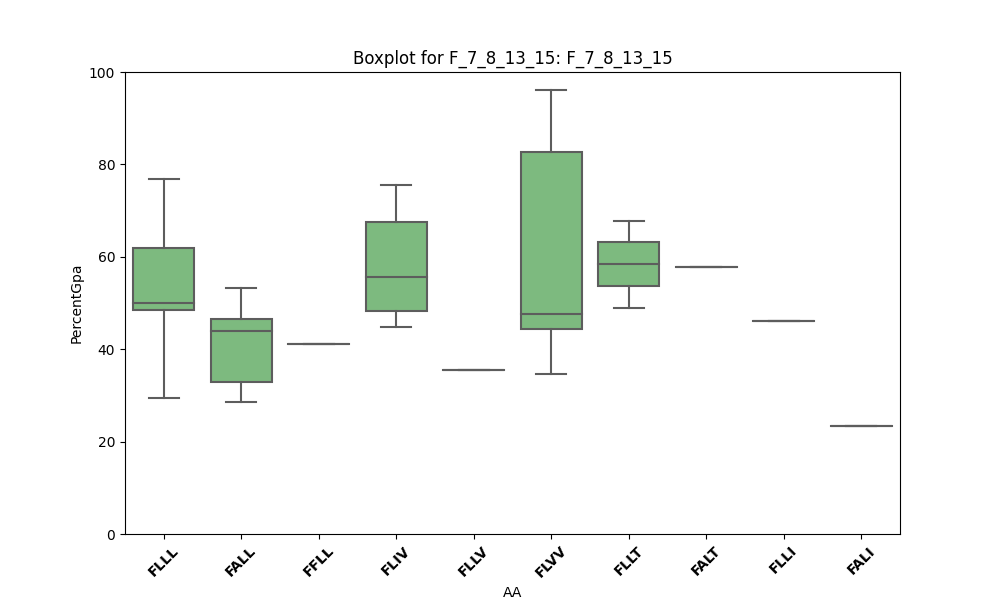 Boxplot for F_7_8_13_15: F_7_8_13_15
100
80
60
40
20
0
PercentGpa
FLLL
FALL
FFLL
FLIV
FLLV
FLVV
FLLT
FALT
FLLI
FALI
AA